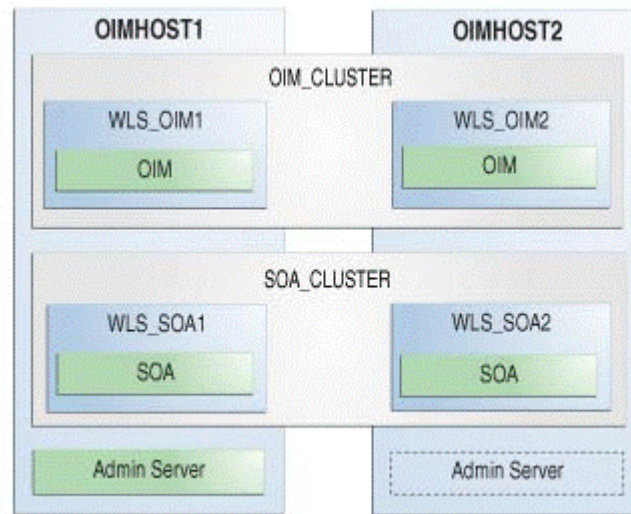 OIMHOST1
OIMHOST2
OIM_CLUSTER
WLS_OIM1
WLS_OIM2
OIM
OIM
SOA_CLUSTER
WLS_SOA1
WLS_SOA2
SOA
SOA
Admin Server
Admin Server